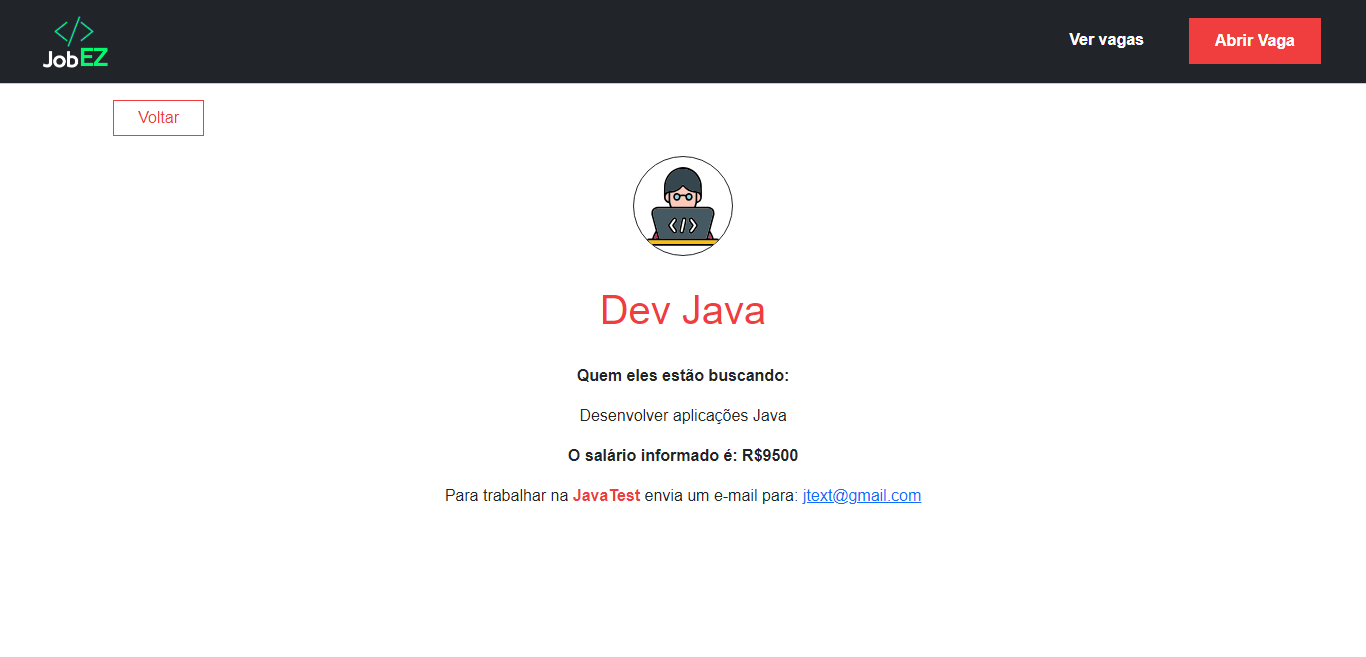 </>
JobEZ
Ver vagas
Abrir Vaga
Voltar
</>
Dev Java
Quem eles estão buscando:
Desenvolver aplicações Java
O salário informado é: R$9500
Para trabalhar na JavaTest envia um e-mail para: jtext@gmail.com